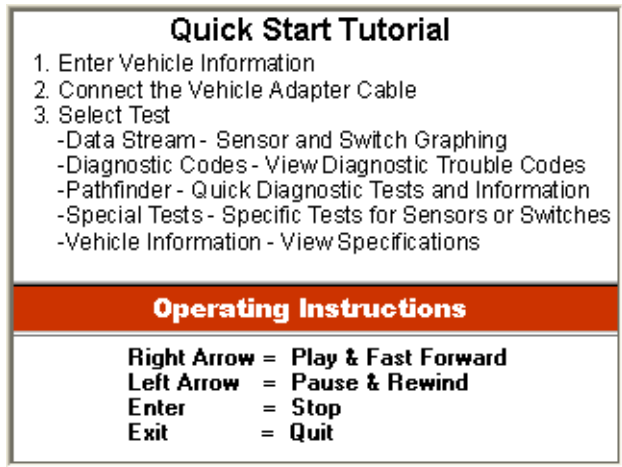 Quick Start Tutorial
1. Enter Vehicle Information
2. Connect the Vehicle Adapter Cable
3. Select Test
-Data Stream - Sensor and Switch Graphing
-Diagnostic Codes - View Diagnostic Trouble Codes
-Pathfinder - Quick Diagnostic Tests and Information
-Special Tests - Specific Tests for Sensors or Switches
-Vehicle Information - View Specifications
Operating Instructions
Right Arrow = Play & Fast Forward
Left Arrow = Pause & Rewind
Enter = Stop
Exit = Quit